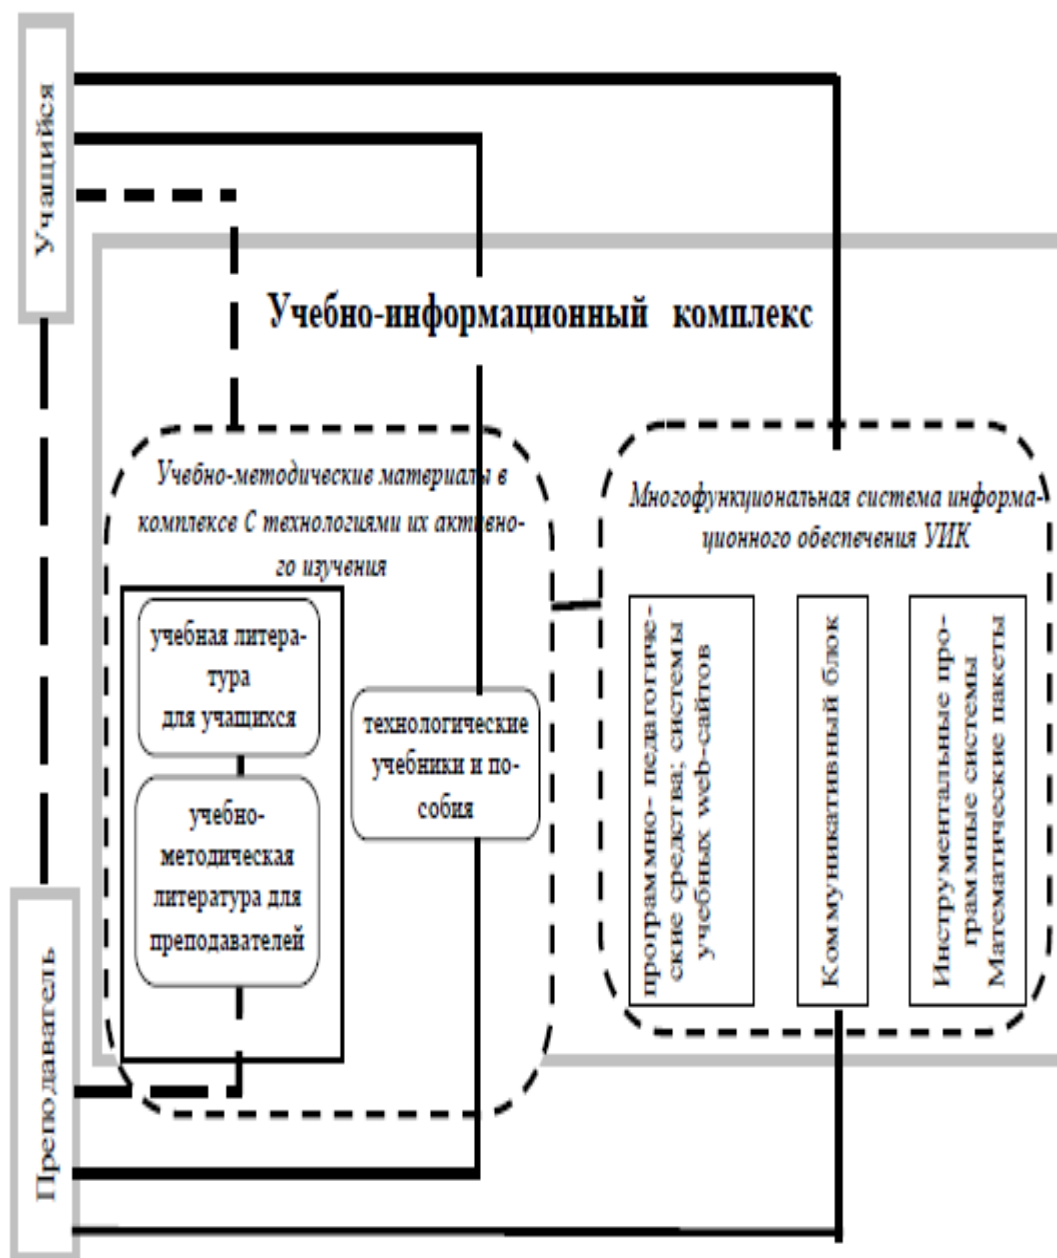 Учащийся
Учебно-информационный комплекс
Учебно-методические материалы в
комплексе С технологиями их активно-
го изучения
учебная литера-
тура
для учащихся
учебно-
методическая
литература для
преподавателей
технологические
учебники и по-
собия
Многофункциональная система информа-
ционного обеспечения УИК
программно- педагогиче-
ские средства; системы
учебных web-сайтов
Коммуникативный блок
Инструментальные про-
граммные системы
Математические пакеты
Преподаватель